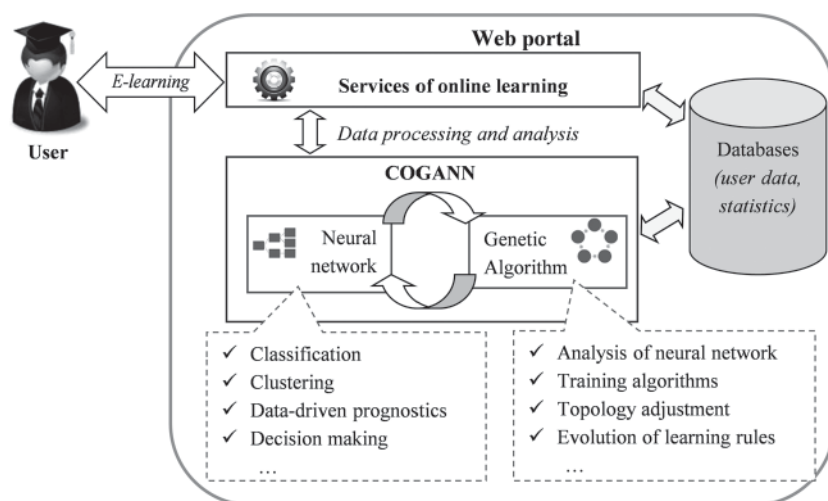 Web portal
E-learning
Services of online learning
User
Data processing and analysis
Databases
(user data,
statistics)
COGANN
Neural
network
Genetic
Algorithm
✓ Classification
✓ Clustering
✓ Data-driven prognostics
✓ Decision making
…
✓ Analysis of neural network
✓ Training algorithms
✓ Topology adjustment
✓ Evolution of learning rules
…